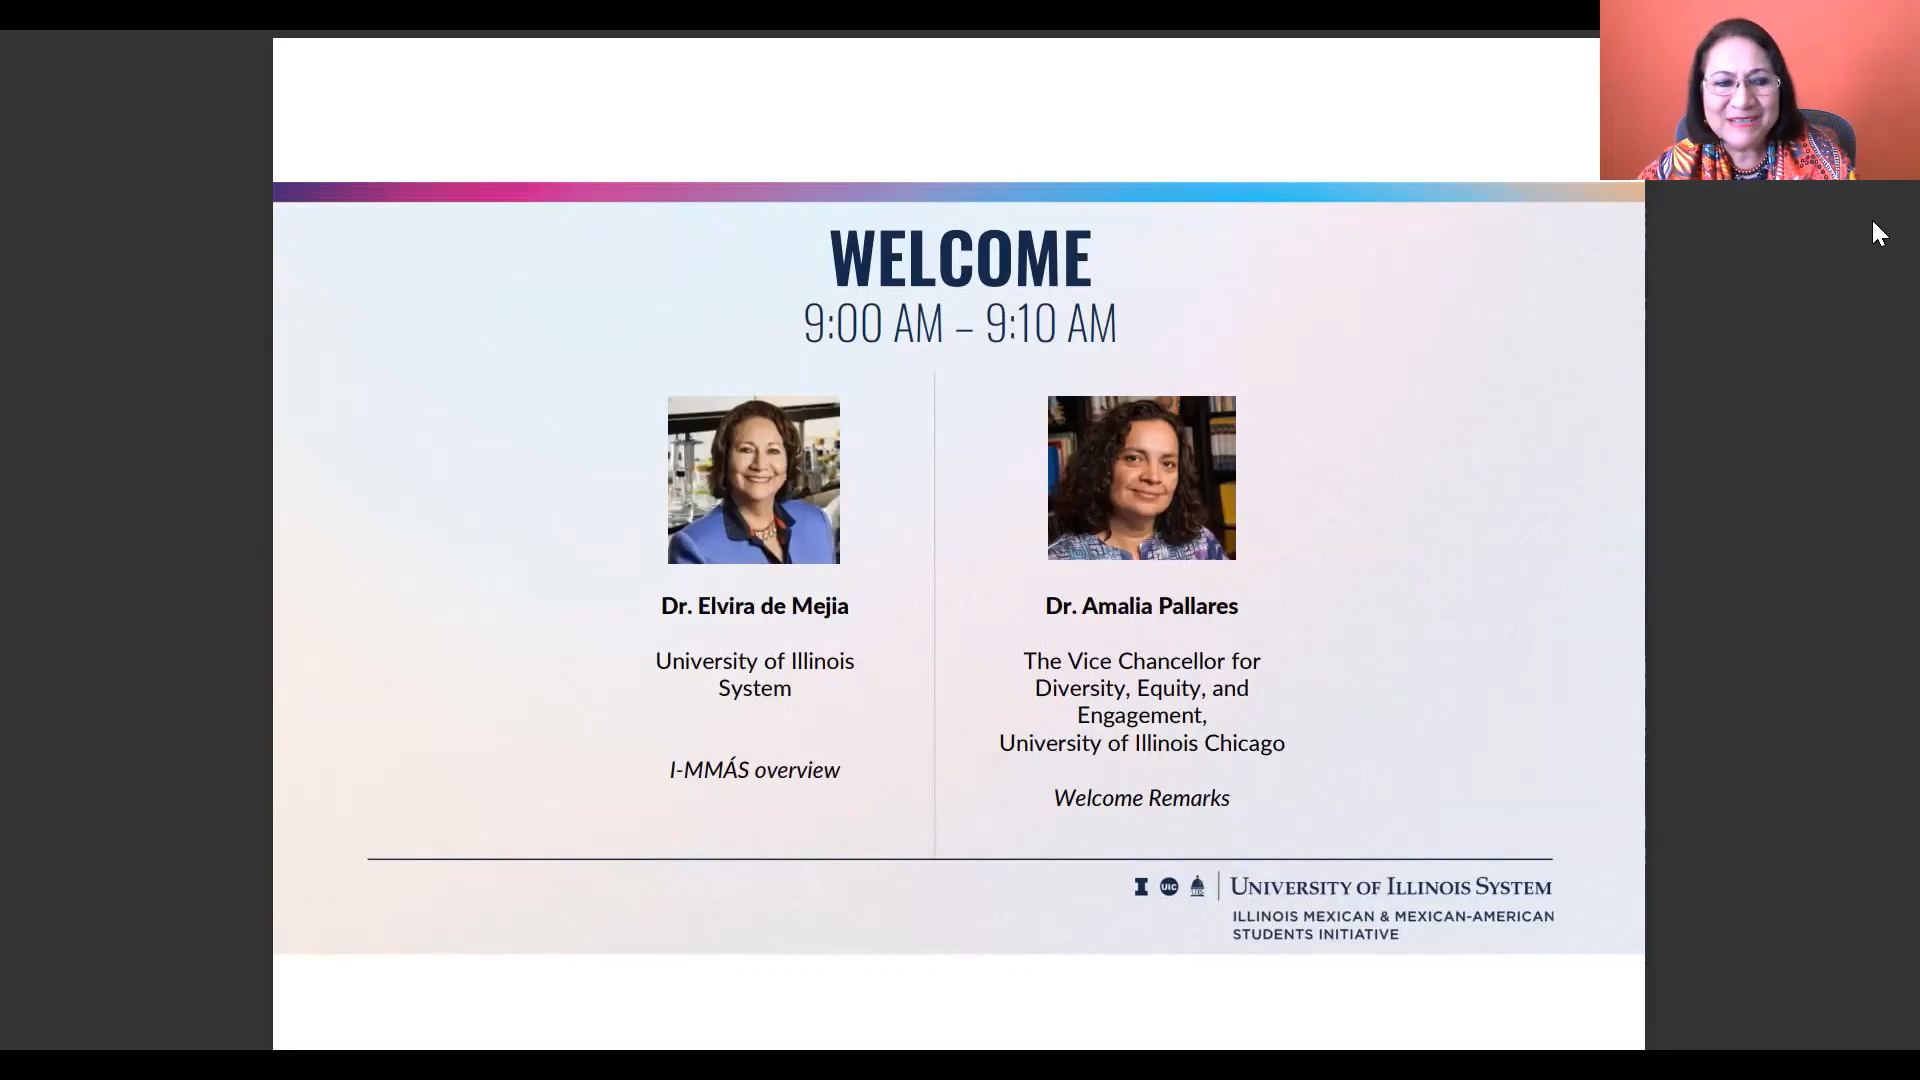 WELCOME
9:00 AM – 9:10 AM
Dr. Elvira de Mejia
University of Illinois
System
I-MMÁS overview
Dr. Amalia Pallares
The Vice Chancellor for
Diversity, Equity, and
Engagement,
University of Illinois Chicago
Welcome Remarks
I UIC UIS | UNIVERSITY OF ILLINOIS SYSTEM
ILLINOIS MEXICAN & MEXICAN-AMERICAN
STUDENTS INITIATIVE